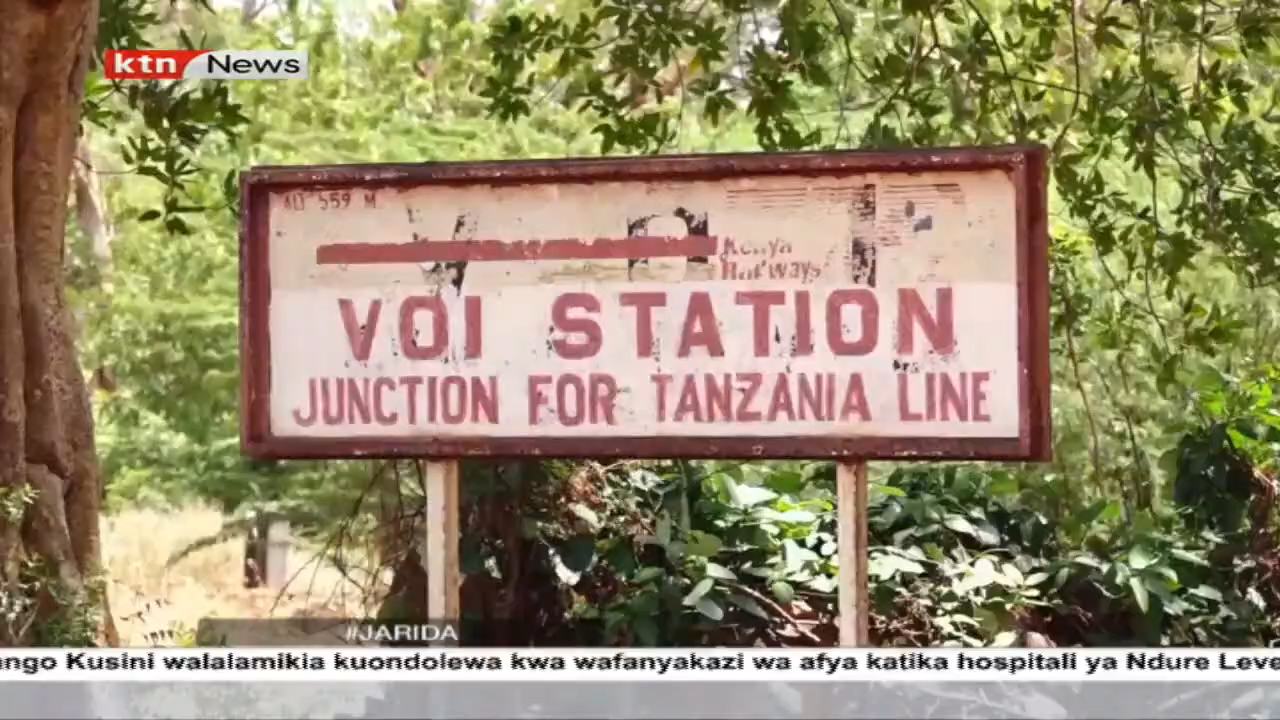 ktn News
ALT 559 M
Kenya
Railways
VOI STATION
JUNCTION FOR TANZANIA LINE
#JARIDA
ango Kusini walalamikia kuondolewa kwa wafanyakazi wa afya katika hospitali ya Ndure Leve